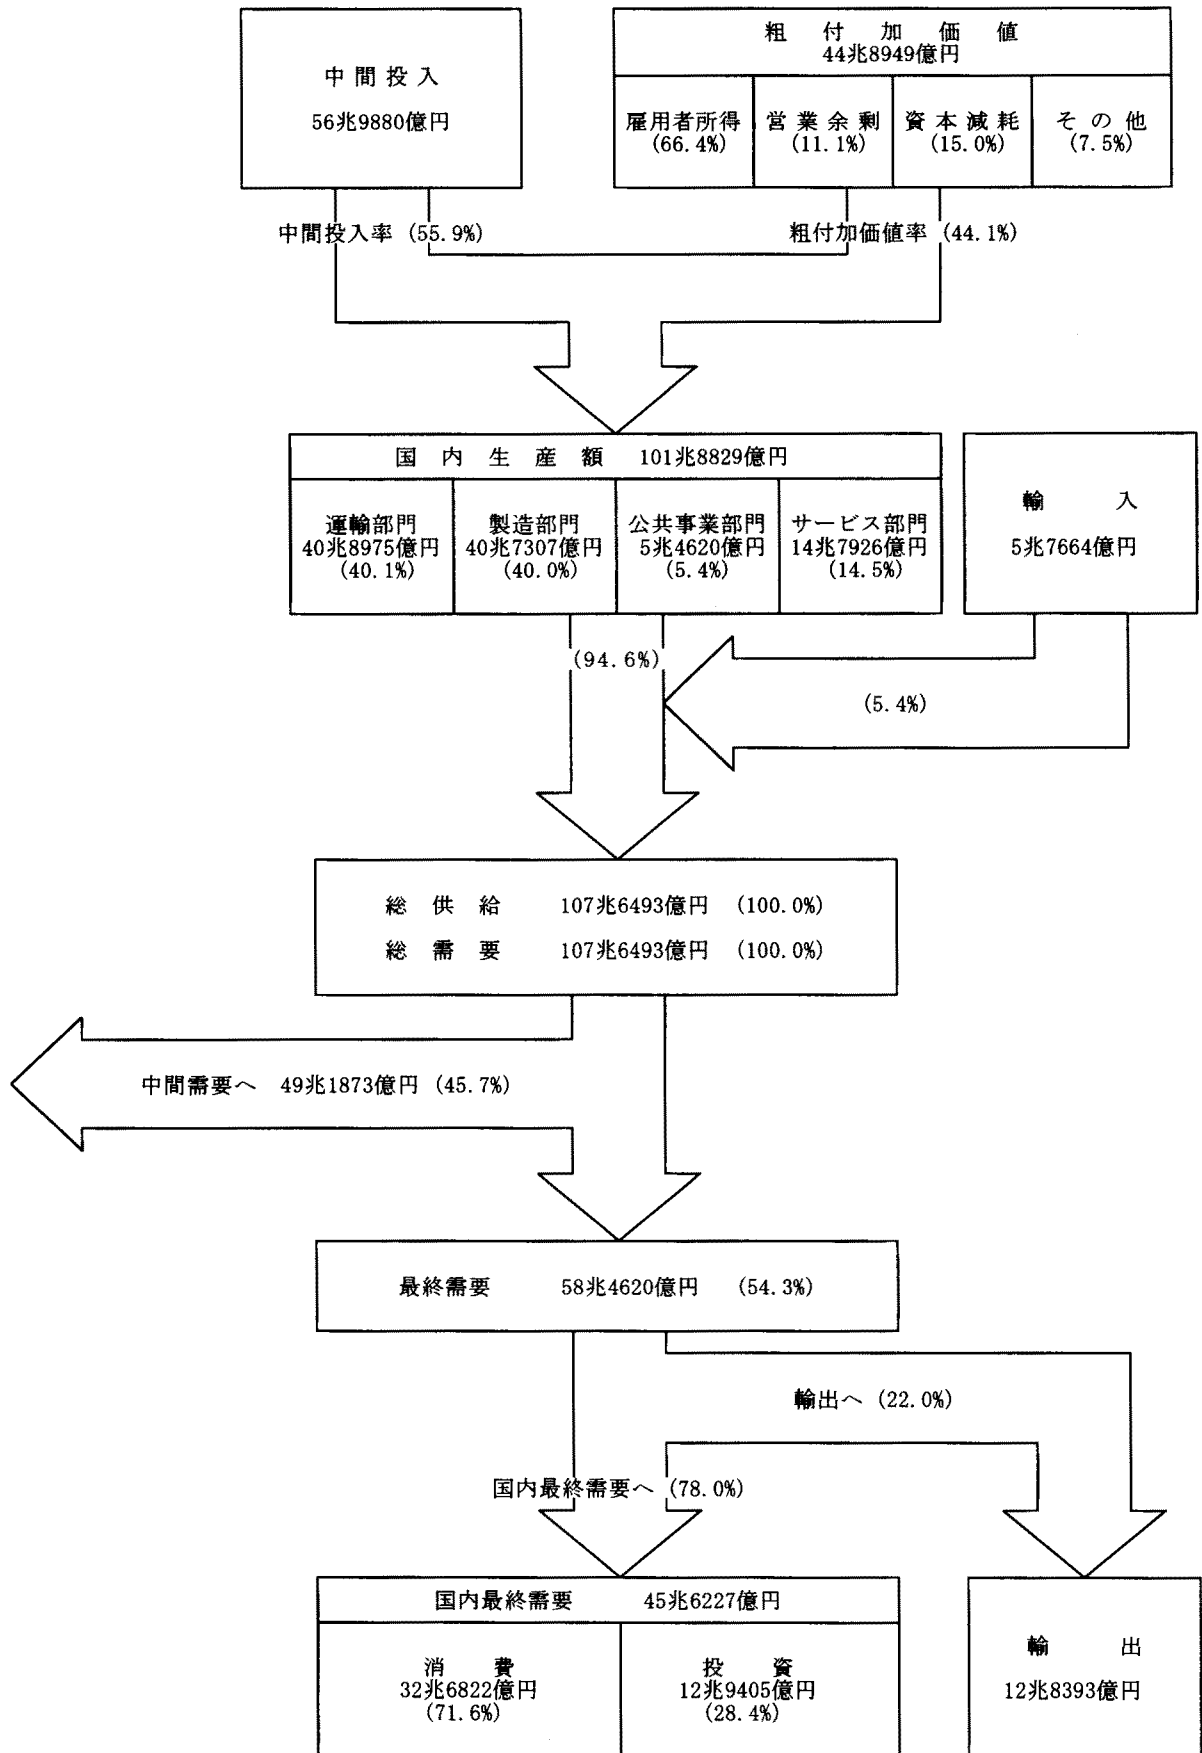 粗付加価値
44兆8949億円
中間投入
56兆9880億円
雇用者所得 営業余剰 資本減耗 その他
(66.4%) (11.1%) (15.0%) (7.5%)
中間投入率 (55.9%) 粗付加価値率 (44.1%)
国内生産額 101兆8829億円
運輸部門 製造部門 公共事業部門 サービス部門
40兆8975億円 40兆7307億円 5兆4620億円 14兆7926億円
(40.1%) (40.0%) (5.4%) (14.5%)
輸入
5兆7664億円
(94.6%)
(5.4%)
総供給 107兆6493億円 (100.0%)
総需要 107兆6493億円 (100.0%)
中間需要へ 49兆1873億円 (45.7%)
最終需要 58兆4620億円 (54.3%)
輸出へ (22.0%)
国内最終需要へ (78.0%)
国内最終需要 45兆6227億円
消費 投資
32兆6822億円 12兆9405億円
(71.6%) (28.4%)
輸出
12兆8393億円